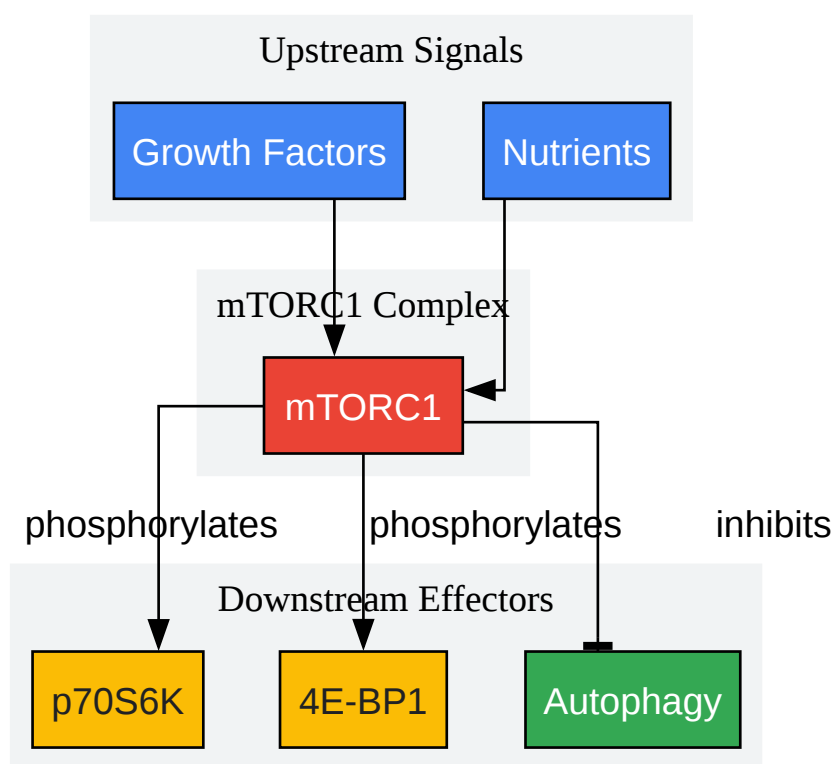 Upstream Signals
Growth Factors
Nutrients
mTORC1 Complex
mTORC1
phosphorylates
phosphorylates
inhibits
Downstream Effectors
p70S6K
4E-BP1
Autophagy